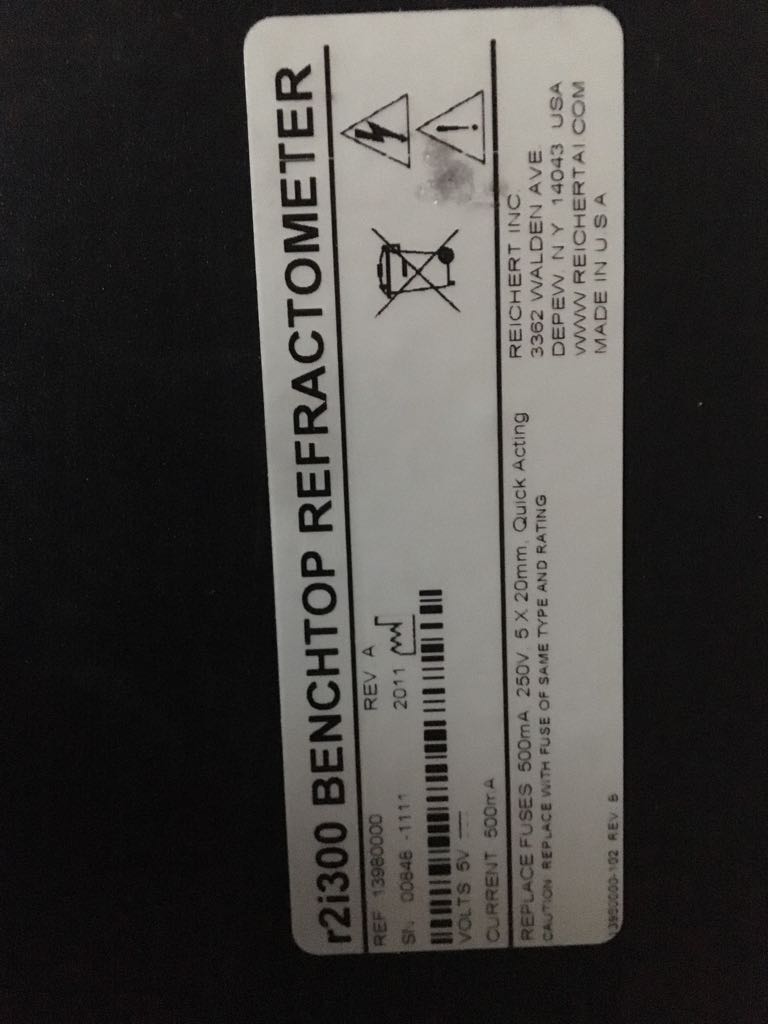 r2i300 BENCHTOP REFRACTOMETER
REF 13980000 REV A
SN 00846 -1111 2011
VOLTS 5V
CURRENT 500mA
REPLACE FUSES 500mA 250V, 5 X 20mm, Quick Acting
CAUTION REPLACE WITH FUSE OF SAME TYPE AND RATING
REICHERT INC.
3362 WALDEN AVE.
DEPEW, N Y 14043 USA
WWW.REICHERTAI.COM
MADE IN U S A
13950000-102 REV B